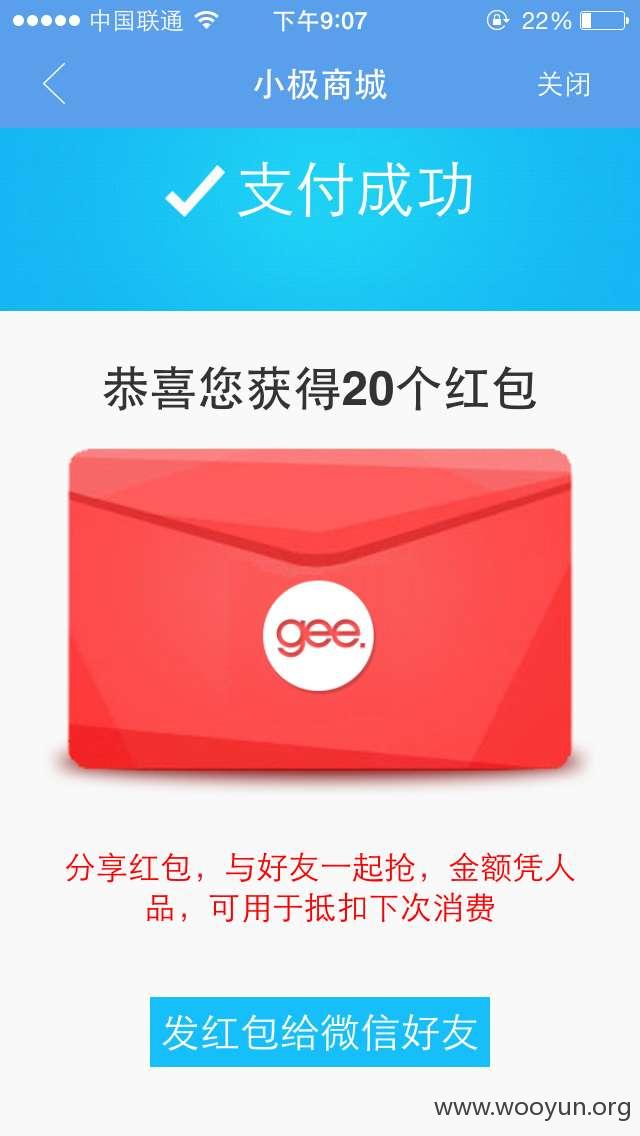 中国联通 下午9:07 22%
小极商城 关闭
支付成功
恭喜您获得20个红包
gee.
分享红包，与好友一起抢，金额凭人
品，可用于抵扣下次消费
发红包给微信好友
www.wooyun.org